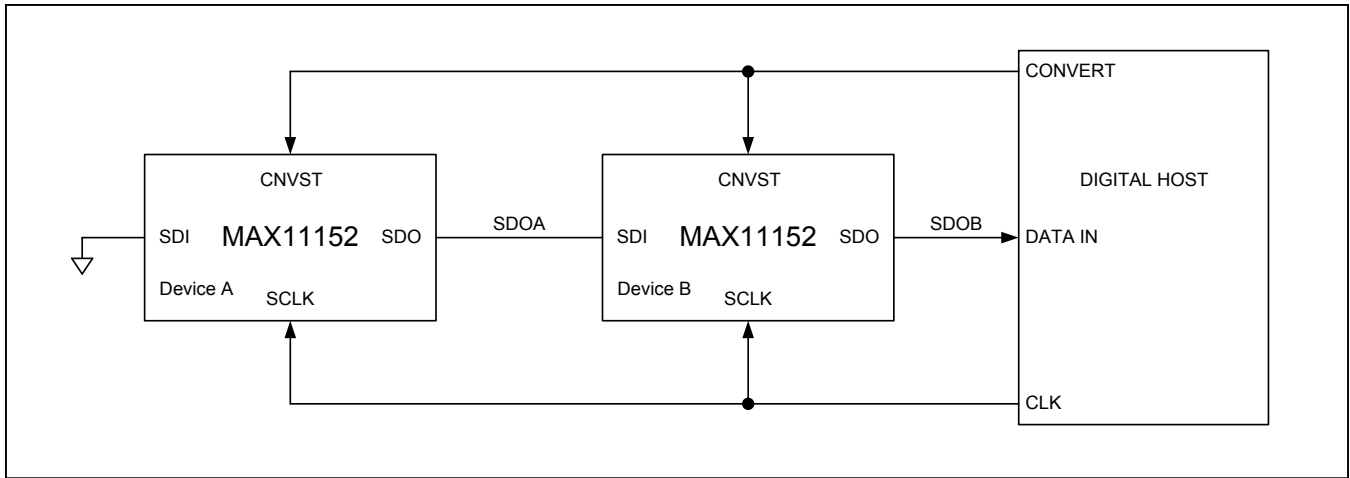 CONVERT
CNVST
CNVST
DIGITAL HOST
SDI MAX11152 SDO
SDOA
SDI MAX11152 SDO
SDOB
DATA IN
Device A
SCLK
Device B
SCLK
CLK